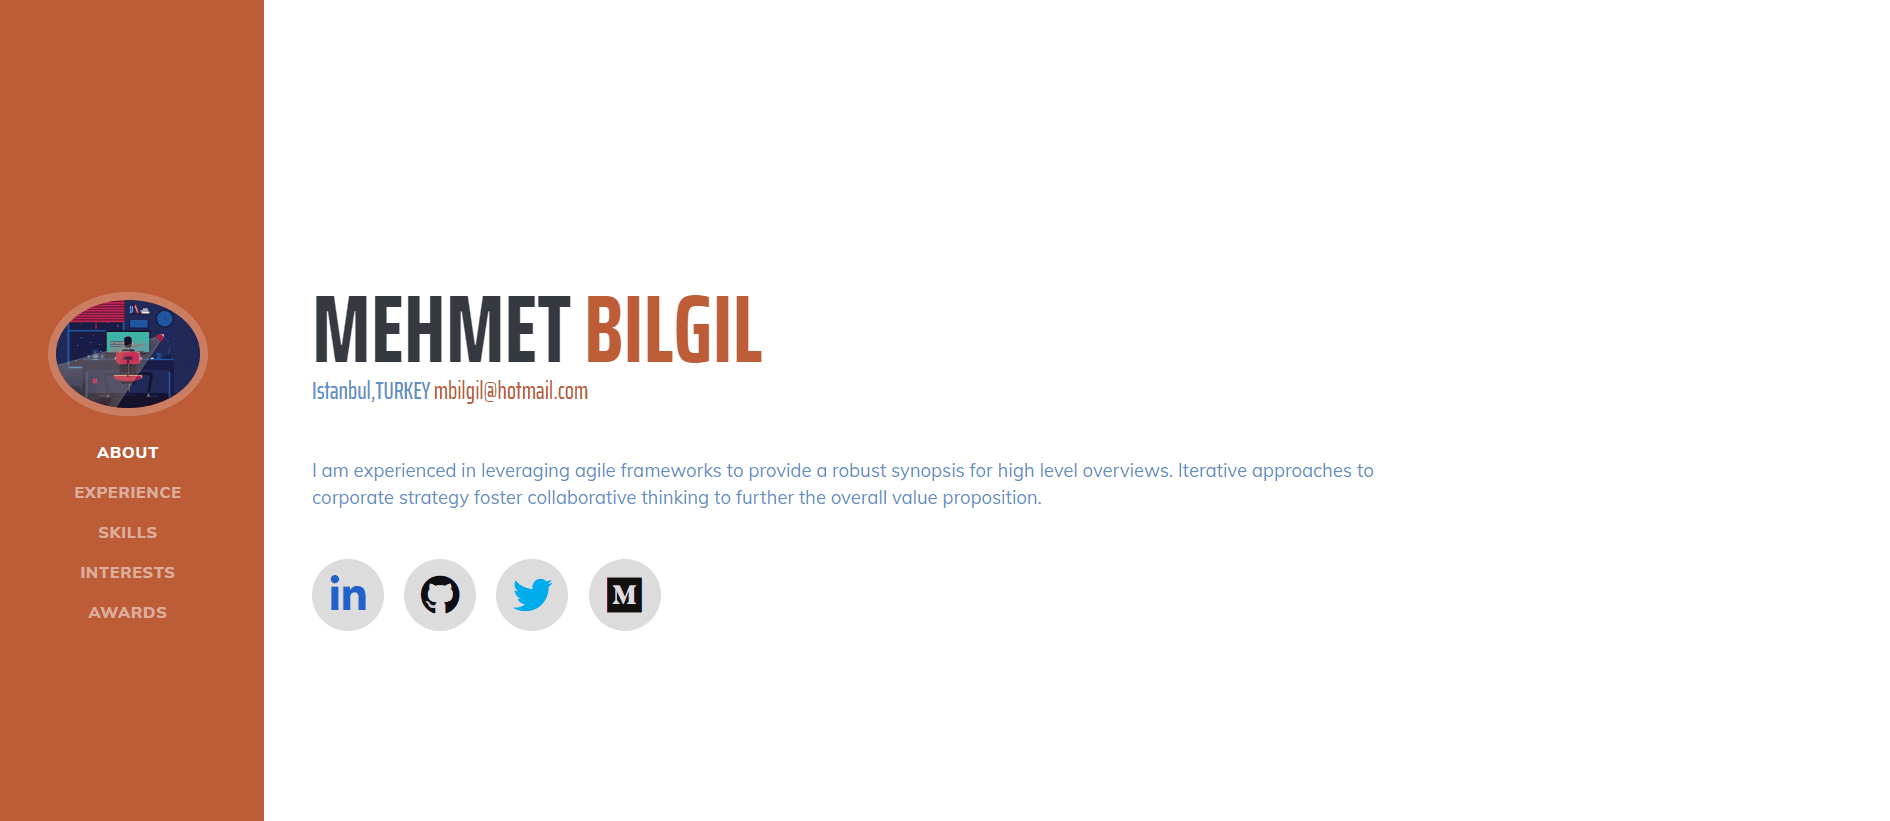 ABOUT
EXPERIENCE
SKILLS
INTERESTS
AWARDS
MEHMET BILGIL
Istanbul,TURKEY mbilgil@hotmail.com
I am experienced in leveraging agile frameworks to provide a robust synopsis for high level overviews. Iterative approaches to
corporate strategy foster collaborative thinking to further the overall value proposition.
in
M